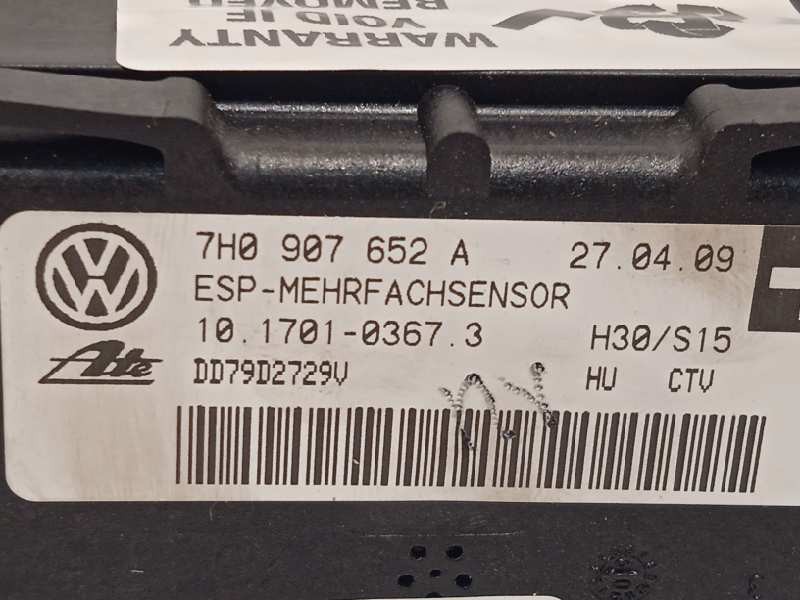 WARRANTY
VOID IF
REMOVED
7H0 907 652 A 27.04.09
ESP-MEHRFACHSENSOR
10.1701-0367.3 H30/S15
Ate DD79D2729V HU CTV